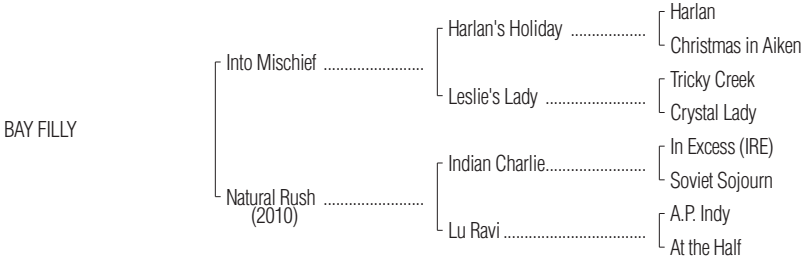 Harlan
Harlan's Holiday ..................
Christmas in Aiken
Into Mischief ........................
Tricky Creek
Leslie's Lady ........................
Crystal Lady
BAY FILLY
In Excess (IRE)
Indian Charlie........................
Soviet Sojourn
Natural Rush ........................
(2010)
A.P. Indy
Lu Ravi ..................................
At the Half